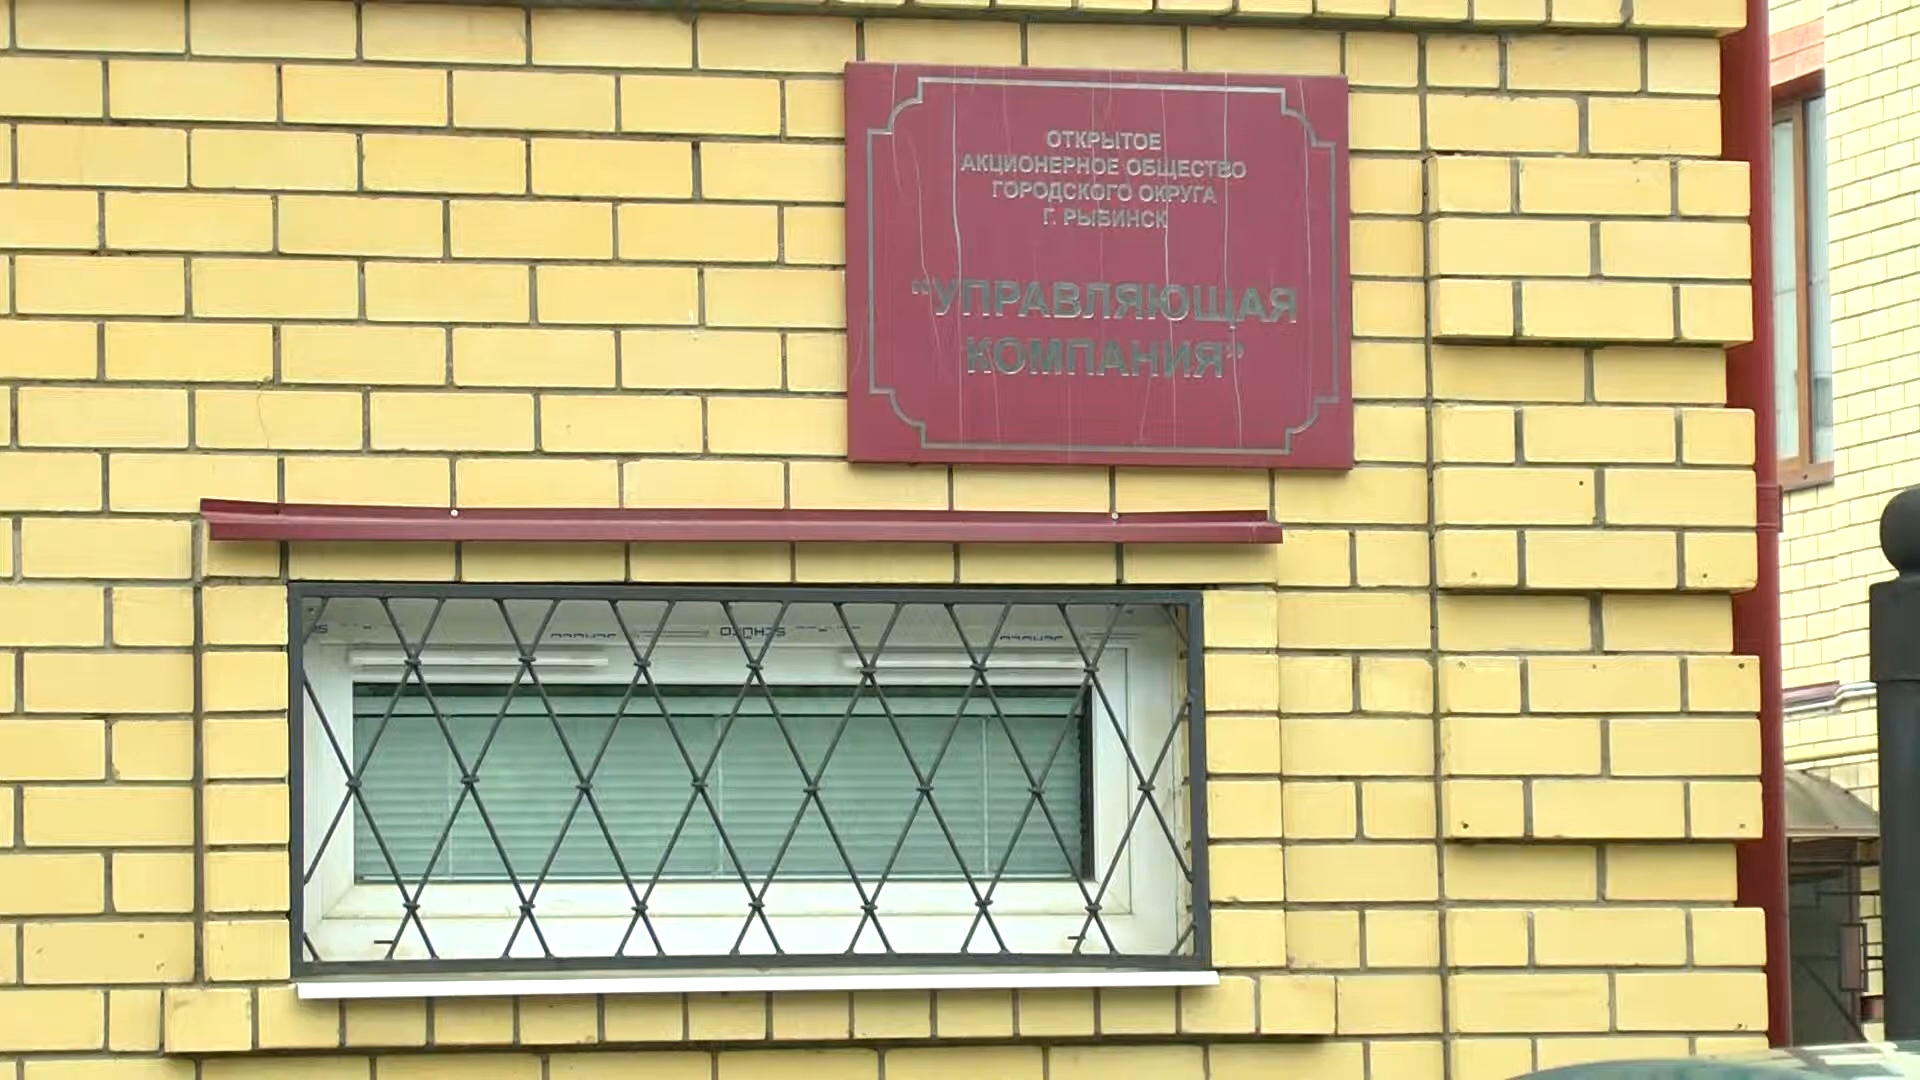 ОТКРЫТОЕ
АКЦИОНЕРНОЕ ОБЩЕСТВО
ГОРОДСКОГО ОКРУГА
Г. РЫБИНСК
“УПРАВЛЯЮЩАЯ
КОМПАНИЯ”